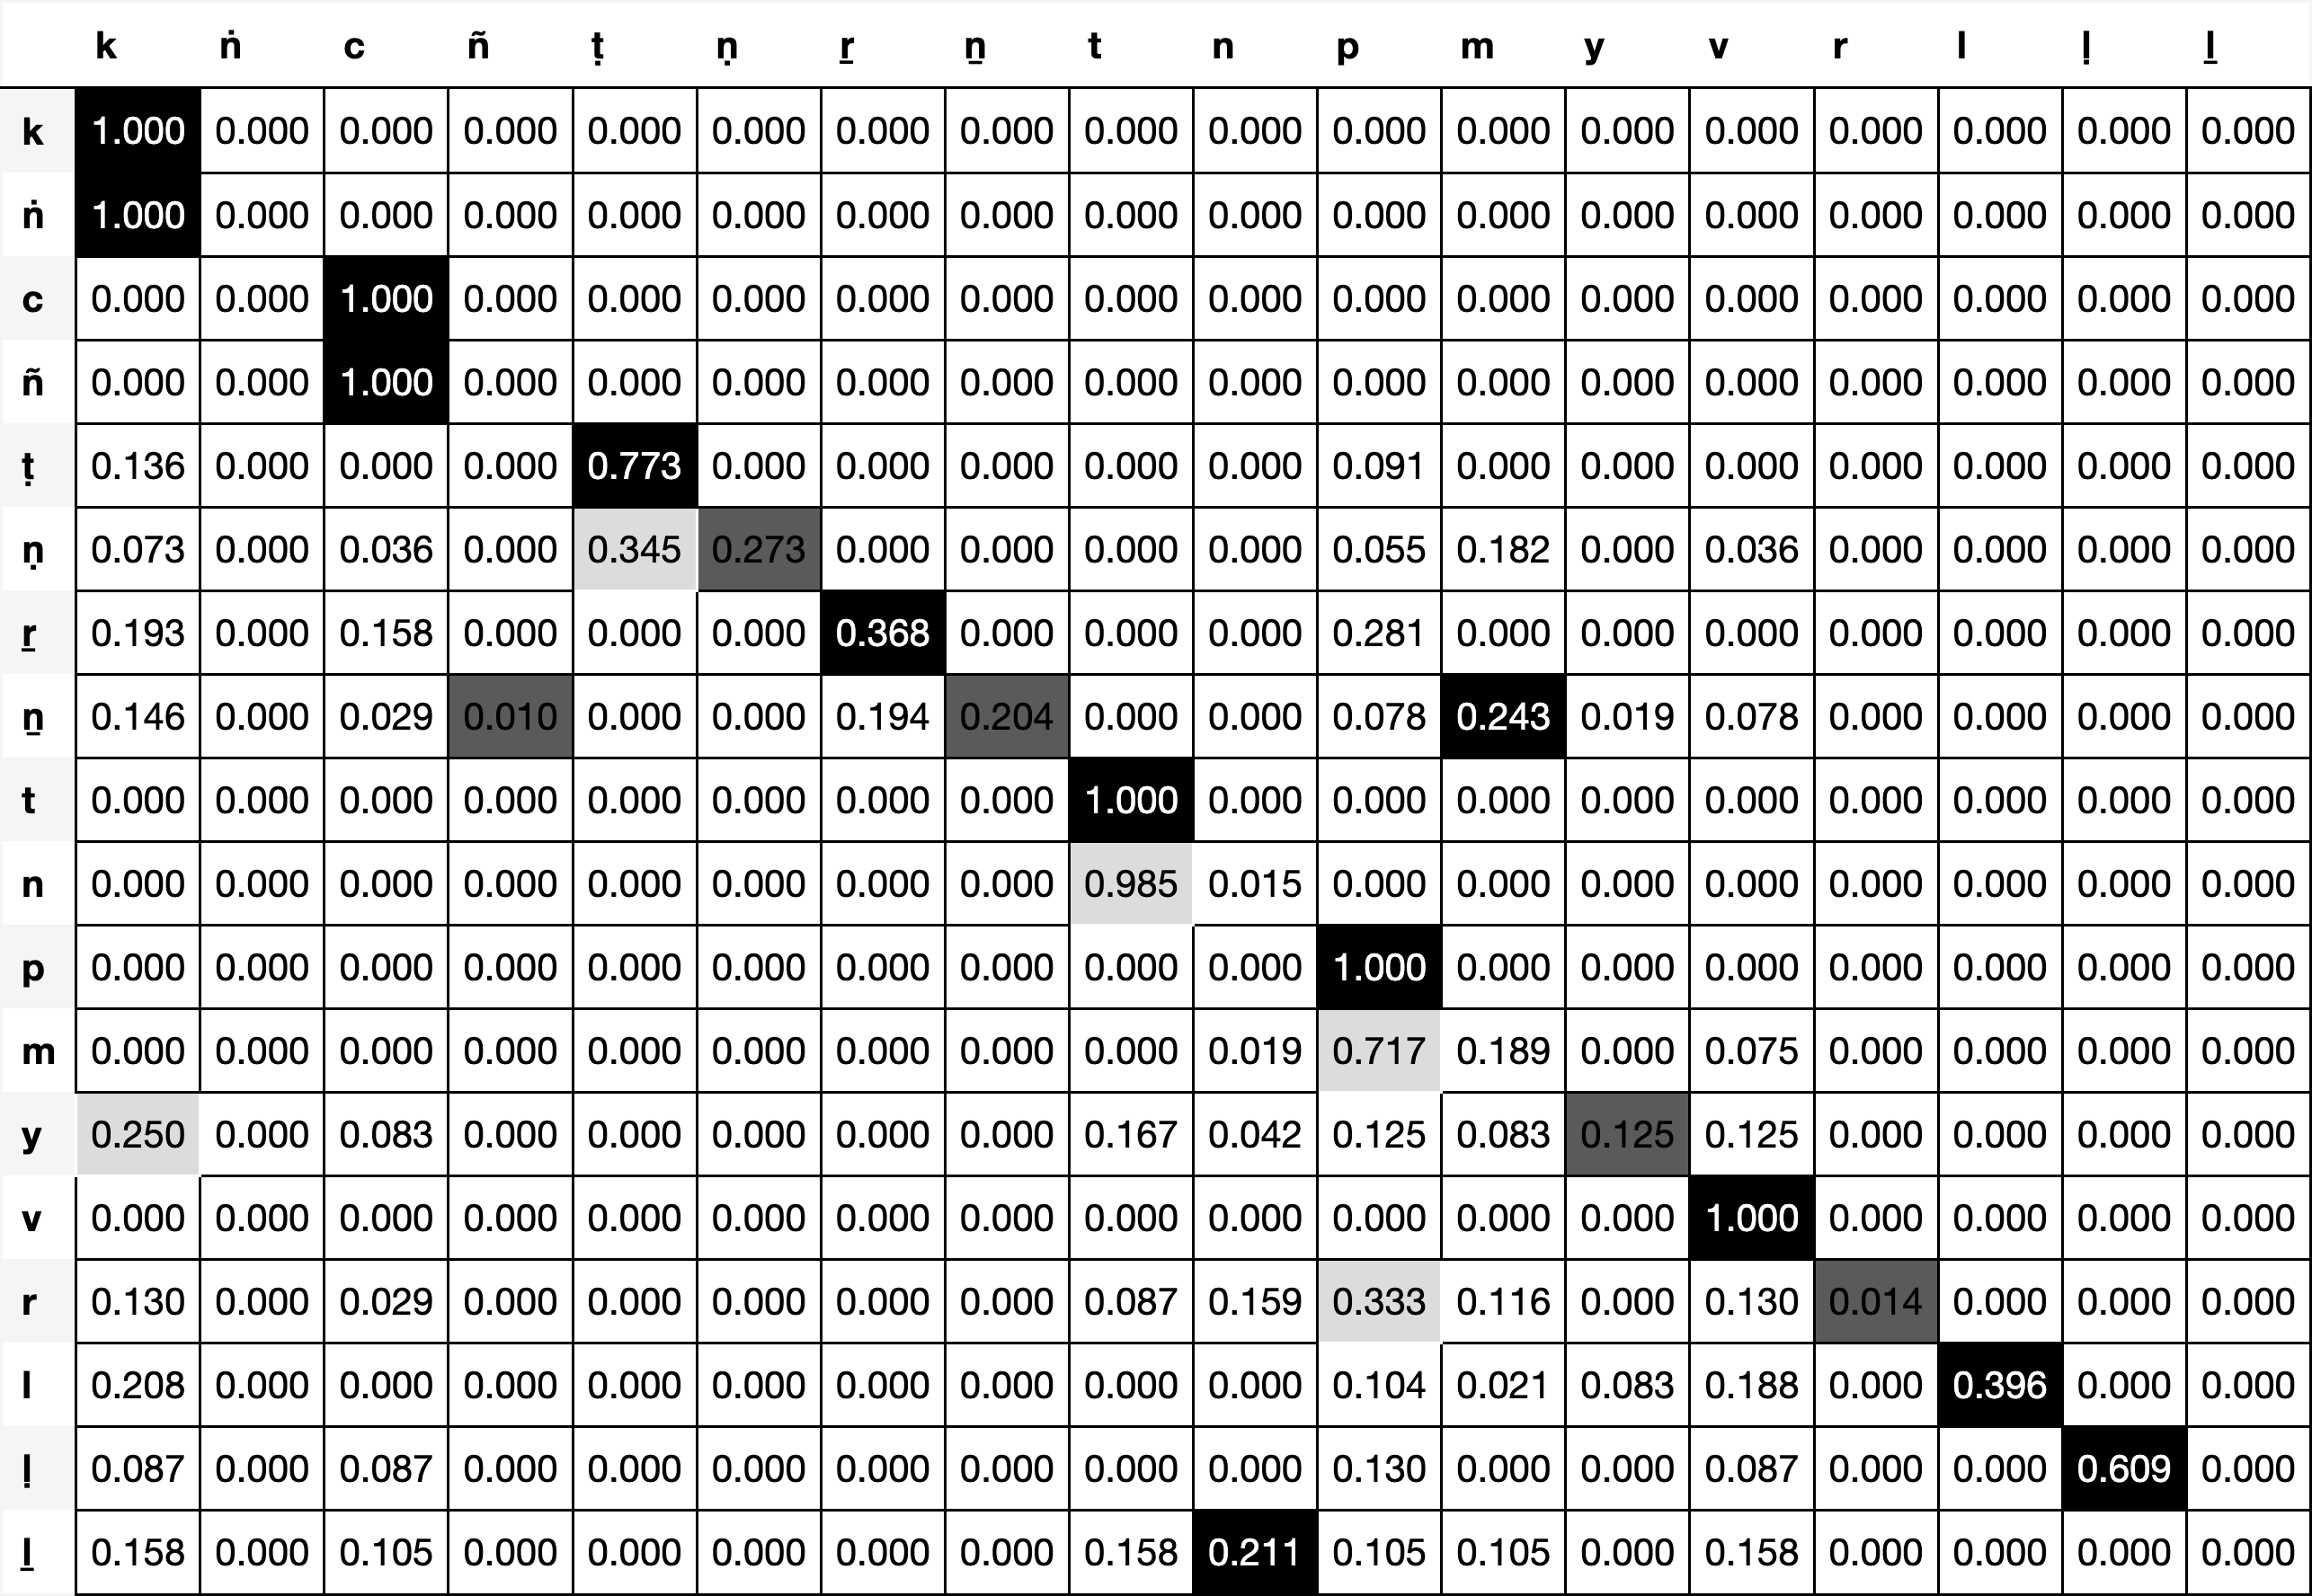 k ṅ c ñ ṭ ṇ ṟ ṉ t n p m y v r l ḷ ḻ
k 1.000 0.000 0.000 0.000 0.000 0.000 0.000 0.000 0.000 0.000 0.000 0.000 0.000 0.000 0.000 0.000 0.000 0.000
ṅ 1.000 0.000 0.000 0.000 0.000 0.000 0.000 0.000 0.000 0.000 0.000 0.000 0.000 0.000 0.000 0.000 0.000 0.000
c 0.000 0.000 1.000 0.000 0.000 0.000 0.000 0.000 0.000 0.000 0.000 0.000 0.000 0.000 0.000 0.000 0.000 0.000
ñ 0.000 0.000 1.000 0.000 0.000 0.000 0.000 0.000 0.000 0.000 0.000 0.000 0.000 0.000 0.000 0.000 0.000 0.000
ṭ 0.136 0.000 0.000 0.000 0.773 0.000 0.000 0.000 0.000 0.000 0.091 0.000 0.000 0.000 0.000 0.000 0.000 0.000
ṇ 0.073 0.000 0.036 0.000 0.345 0.273 0.000 0.000 0.000 0.000 0.055 0.182 0.000 0.036 0.000 0.000 0.000 0.000
ṟ 0.193 0.000 0.158 0.000 0.000 0.000 0.368 0.000 0.000 0.000 0.281 0.000 0.000 0.000 0.000 0.000 0.000 0.000
ṉ 0.146 0.000 0.029 0.010 0.000 0.000 0.194 0.204 0.000 0.000 0.078 0.243 0.019 0.078 0.000 0.000 0.000 0.000
t 0.000 0.000 0.000 0.000 0.000 0.000 0.000 0.000 1.000 0.000 0.000 0.000 0.000 0.000 0.000 0.000 0.000 0.000
n 0.000 0.000 0.000 0.000 0.000 0.000 0.000 0.000 0.985 0.015 0.000 0.000 0.000 0.000 0.000 0.000 0.000 0.000
p 0.000 0.000 0.000 0.000 0.000 0.000 0.000 0.000 0.000 0.000 1.000 0.000 0.000 0.000 0.000 0.000 0.000 0.000
m 0.000 0.000 0.000 0.000 0.000 0.000 0.000 0.000 0.000 0.019 0.717 0.189 0.000 0.075 0.000 0.000 0.000 0.000
y 0.250 0.000 0.083 0.000 0.000 0.000 0.000 0.000 0.167 0.042 0.125 0.083 0.125 0.125 0.000 0.000 0.000 0.000
v 0.000 0.000 0.000 0.000 0.000 0.000 0.000 0.000 0.000 0.000 0.000 0.000 0.000 1.000 0.000 0.000 0.000 0.000
r 0.130 0.000 0.029 0.000 0.000 0.000 0.000 0.000 0.087 0.159 0.333 0.116 0.000 0.130 0.014 0.000 0.000 0.000
l 0.208 0.000 0.000 0.000 0.000 0.000 0.000 0.000 0.000 0.000 0.104 0.021 0.083 0.188 0.000 0.396 0.000 0.000
ḷ 0.087 0.000 0.087 0.000 0.000 0.000 0.000 0.000 0.000 0.000 0.130 0.000 0.000 0.087 0.000 0.000 0.609 0.000
ḻ 0.158 0.000 0.105 0.000 0.000 0.000 0.000 0.000 0.158 0.211 0.105 0.105 0.000 0.158 0.000 0.000 0.000 0.000